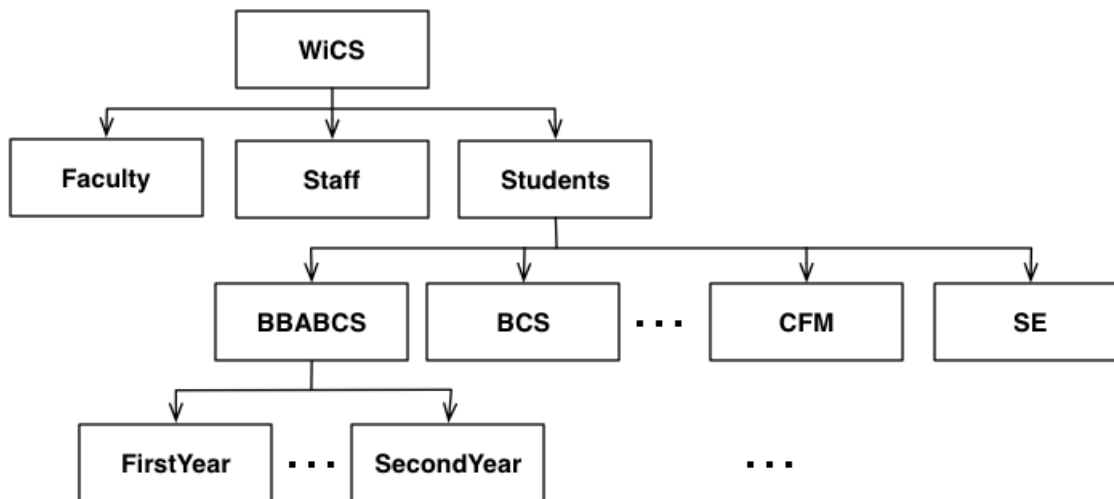 WiCS
Faculty Staff Students
BBABCS BCS ... CFM SE
FirstYear ... SecondYear ...